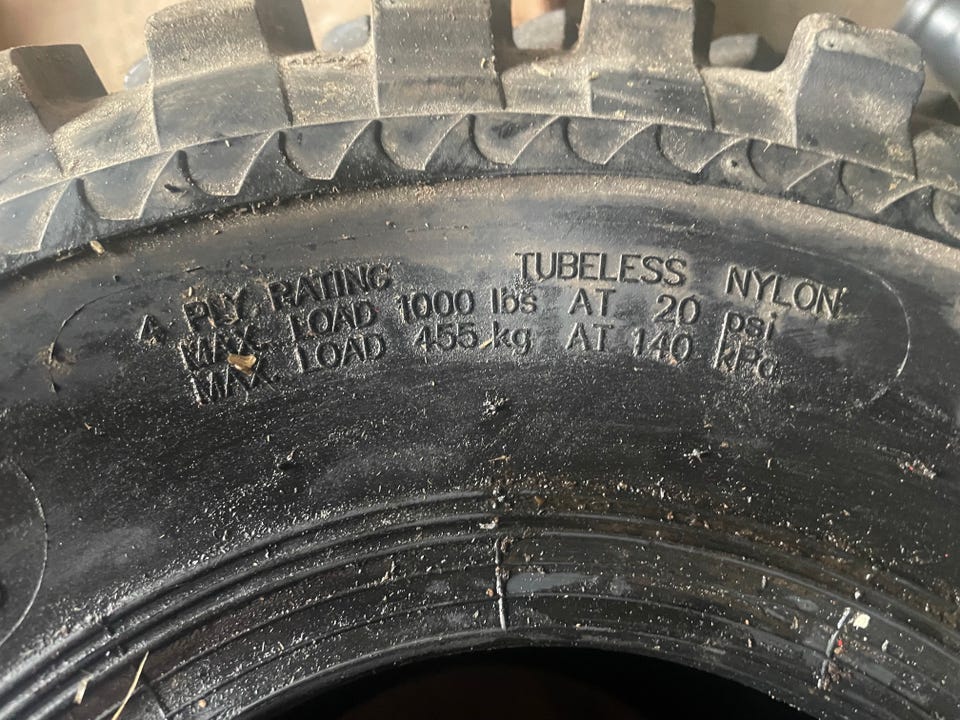 4 PLY RATING TUBELESS NYLON
MAX. LOAD 1000 lbs AT 20 psi
MAX. LOAD 455 kg AT 140 kPa